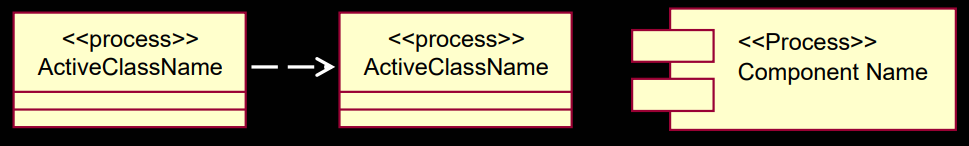 <<process>>
ActiveClassName
<<process>>
ActiveClassName
<<Process>>
Component Name